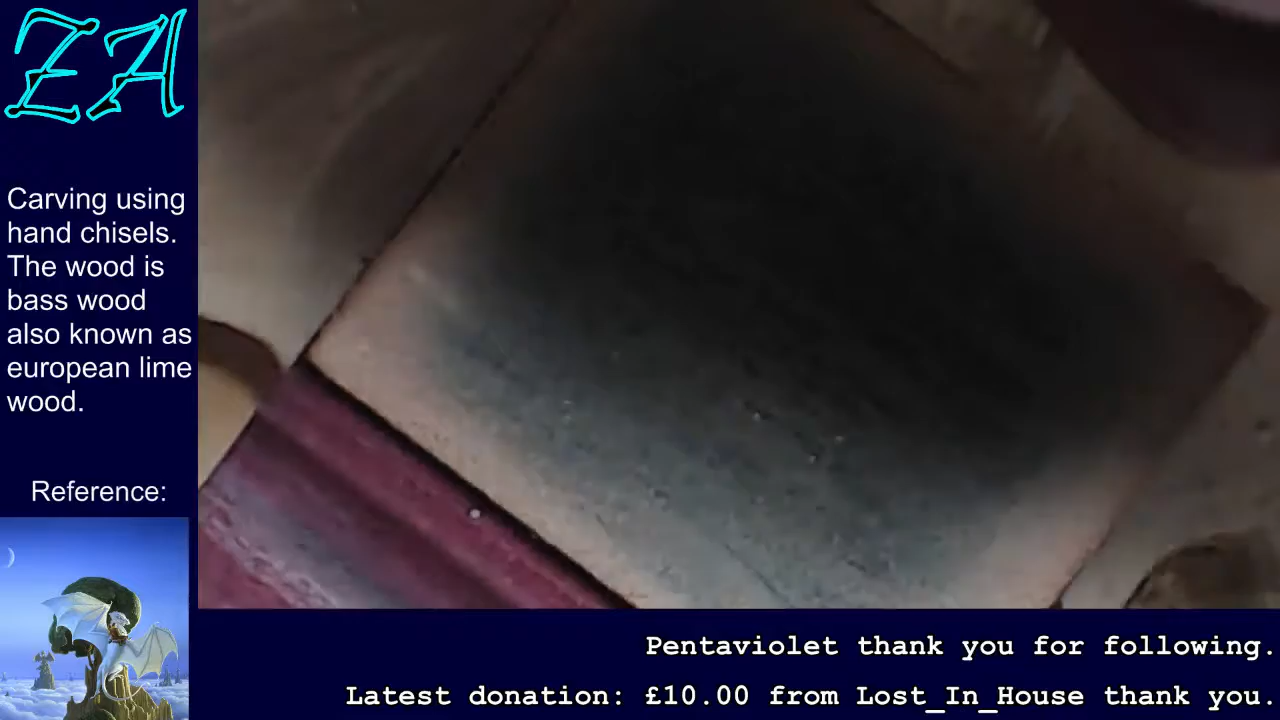 ZA
Carving using
hand chisels.
The wood is
bass wood
also known as
european lime
wood.
Reference:
Pentaviolet thank you for following.
Latest donation: £10.00 from Lost_In_House thank you.